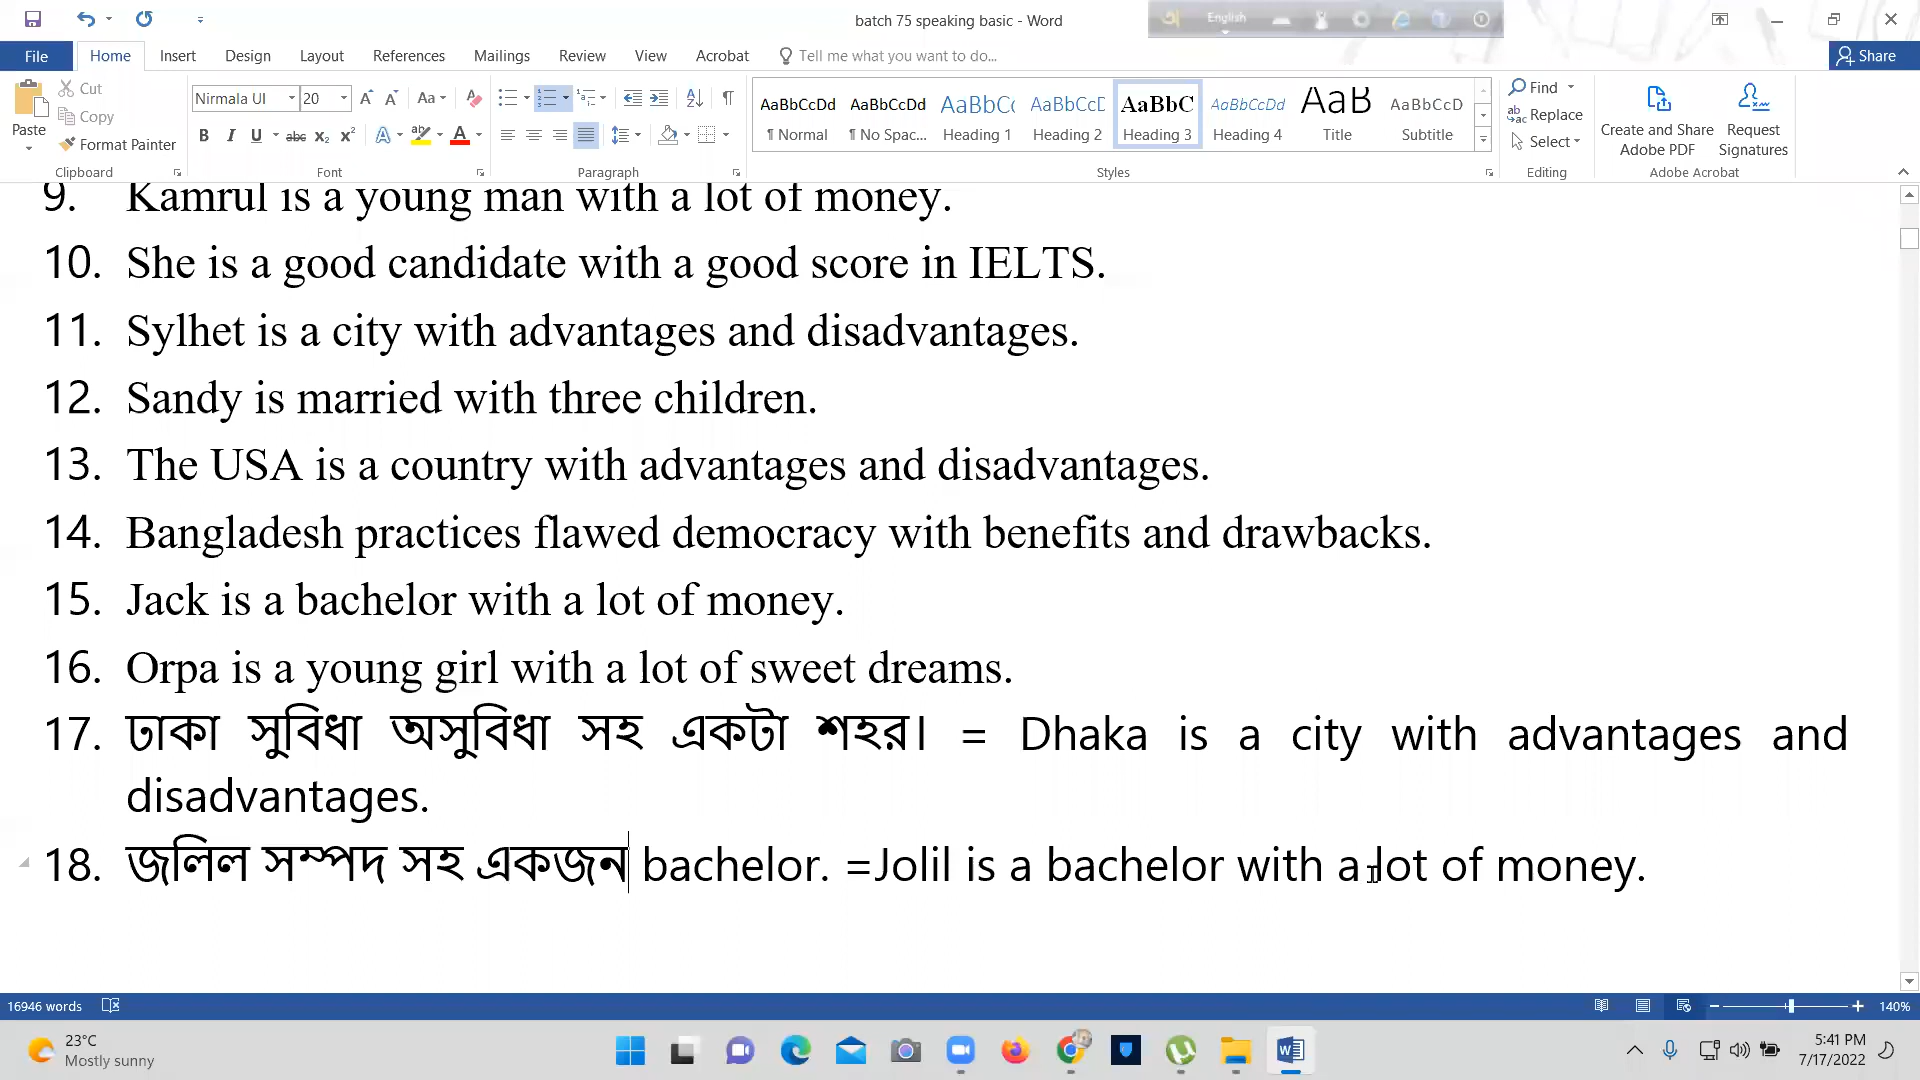 batch 75 speaking basic - Word
English
File Home Insert Design Layout References Mailings Review View Acrobat Tell me what you want to do... Share
Paste
Cut
Copy
Format Painter
Clipboard
Nirmala UI 20
Font
Paragraph
AaBbCcDd AaBbCcDd AaBbC AaBbCcD AaBbC AaBbCcDd AaB AaBbCcD
¶ Normal ¶ No Spac... Heading 1 Heading 2 Heading 3 Heading 4 Title Subtitle
Styles
Find
Replace
Select
Editing
Create and Share Adobe PDF
Request Signatures
Adobe Acrobat
9. Kamrul is a young man with a lot of money.
10. She is a good candidate with a good score in IELTS.
11. Sylhet is a city with advantages and disadvantages.
12. Sandy is married with three children.
13. The USA is a country with advantages and disadvantages.
14. Bangladesh practices flawed democracy with benefits and drawbacks.
15. Jack is a bachelor with a lot of money.
16. Orpa is a young girl with a lot of sweet dreams.
17. ঢাকা সুবিধা অসুবিধা সহ একটা শহর। = Dhaka is a city with advantages and
disadvantages.
18. জলিল সম্পদ সহ একজন bachelor. =Jolil is a bachelor with a lot of money.
16946 words
140%
23°C
Mostly sunny
5:41 PM
7/17/2022